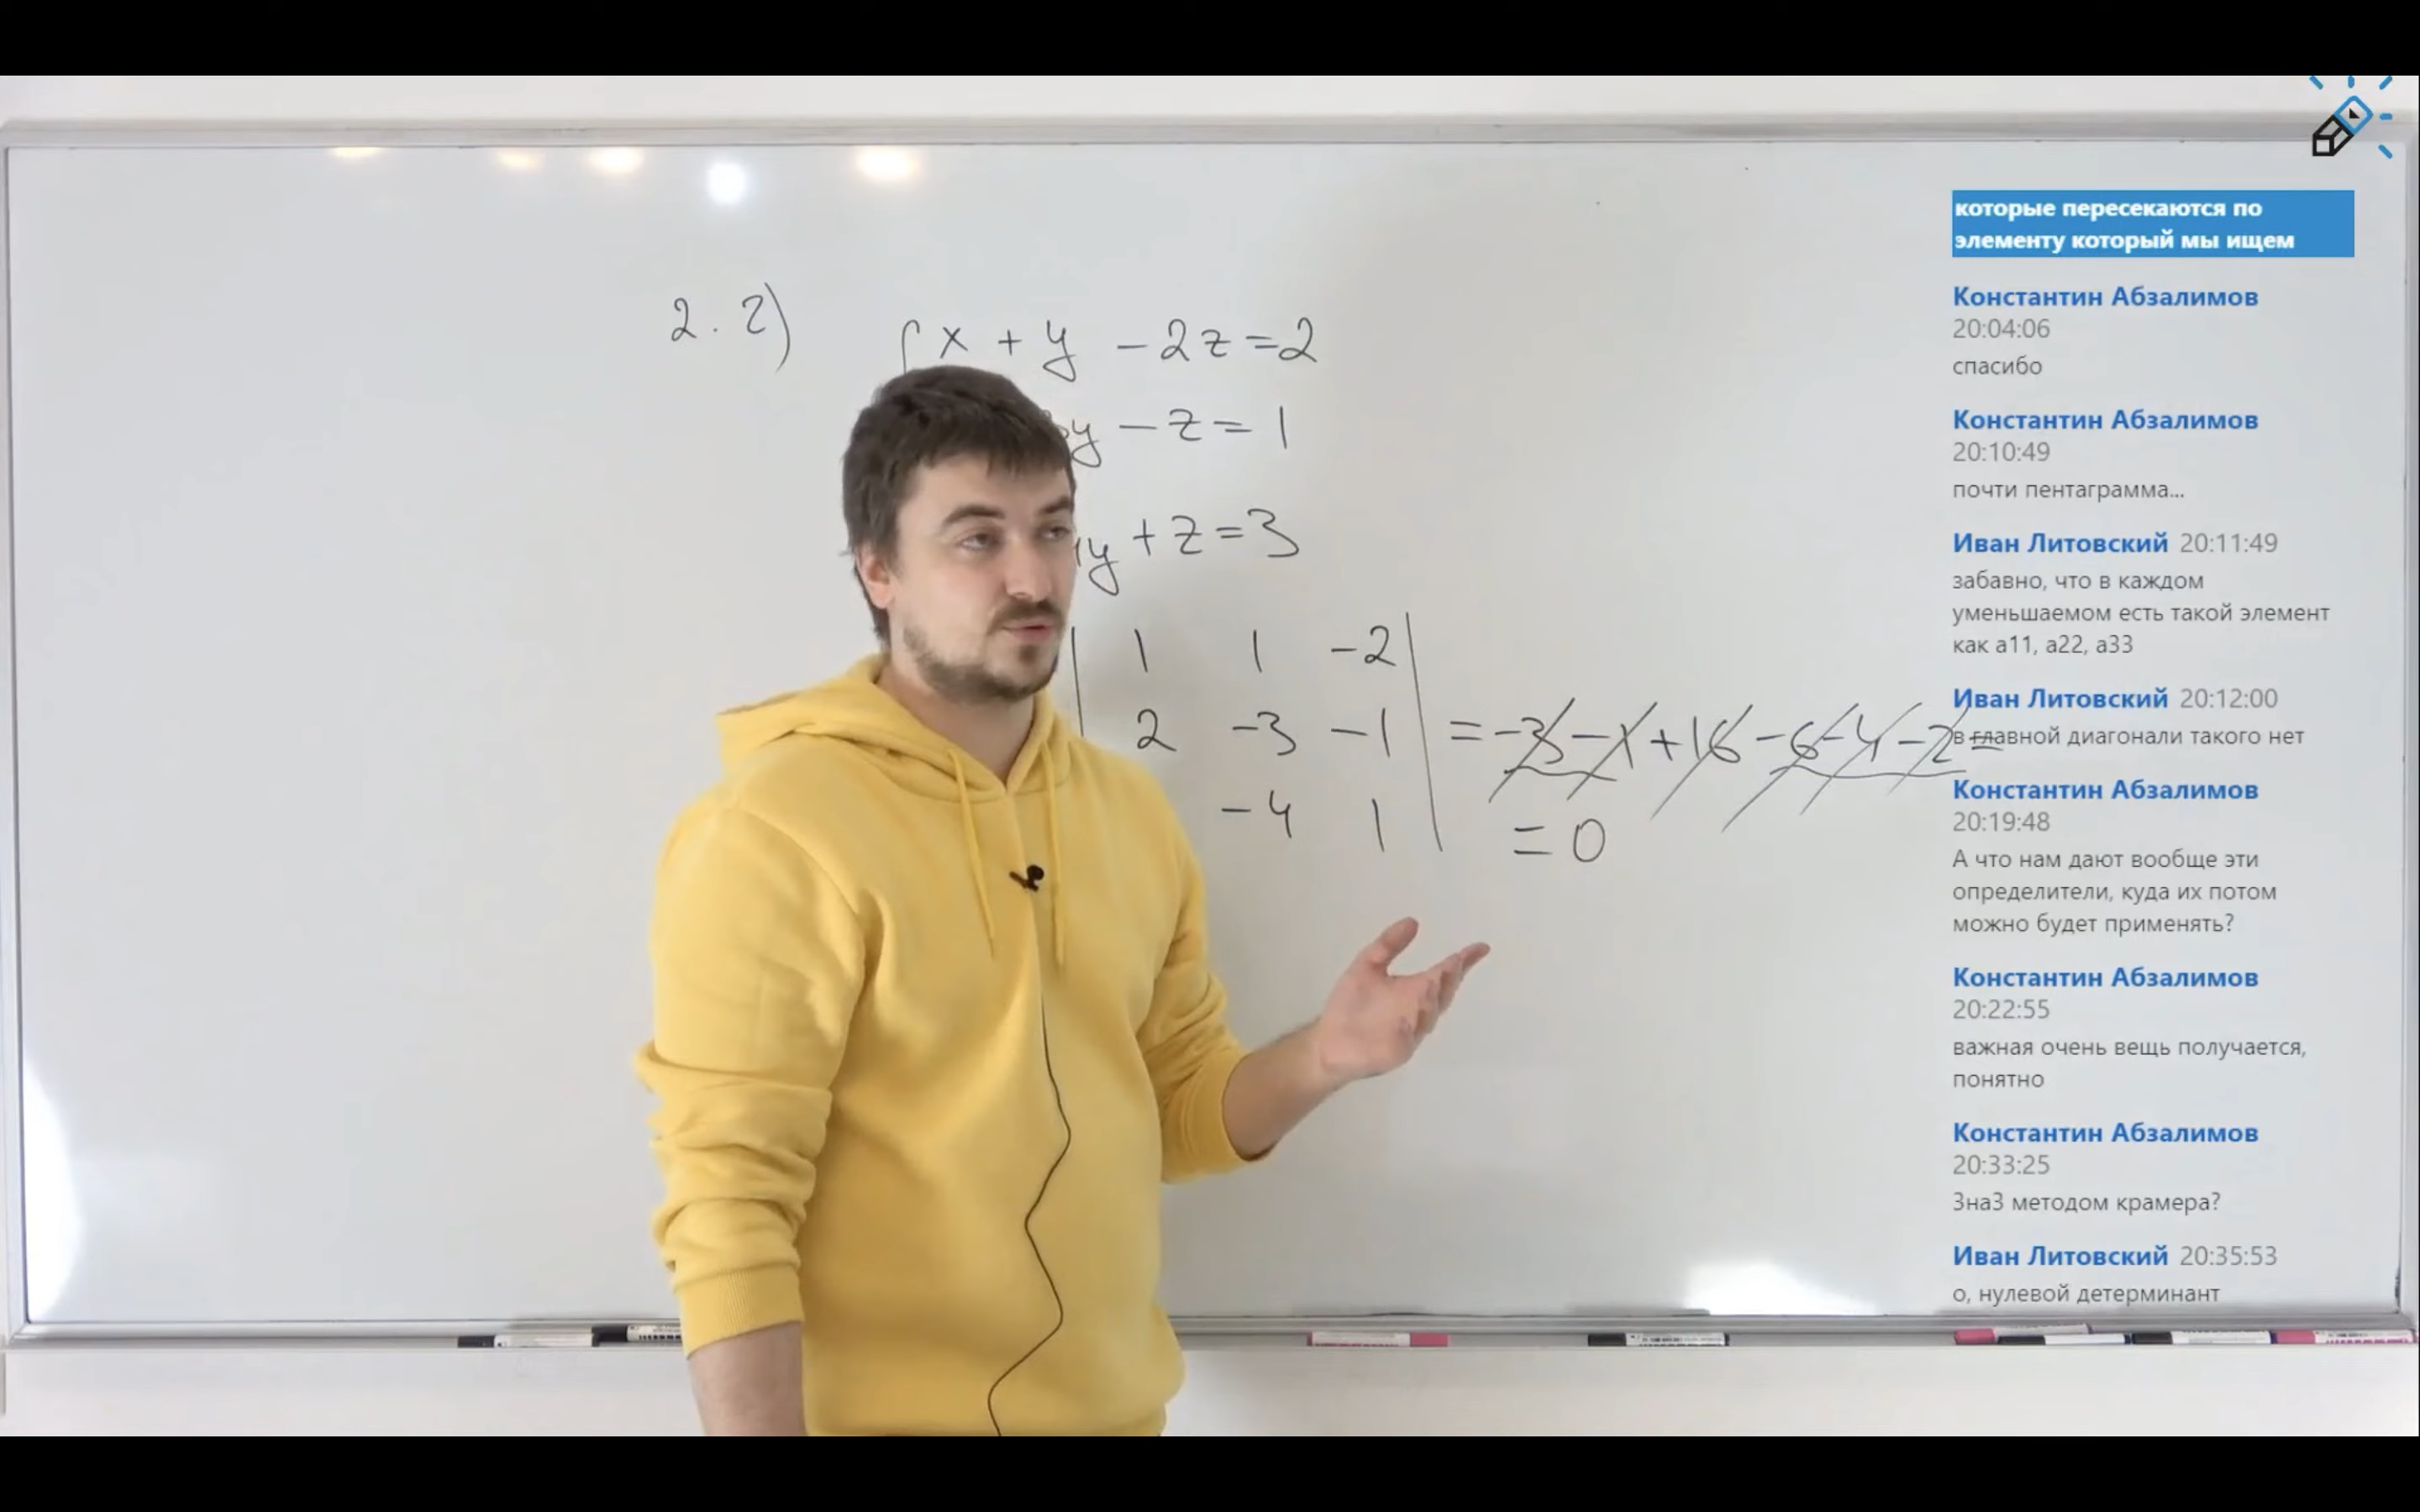 2.2)
x + y - 2z = 2
y - z = 1
y + z = 3
1 1 -2
2 -3 -1
-4 1
= -3 - 1 + 16 - 6 - 4 - 2 =
= 0
которые пересекаются по
элементу который мы ищем
Константин Абзалимов
20:04:06
спасибо
Константин Абзалимов
20:10:49
почти пентаграмма...
Иван Литовский 20:11:49
забавно, что в каждом
уменьшаемом есть такой элемент
как а11, а22, а33
Иван Литовский 20:12:00
в главной диагонали такого нет
Константин Абзалимов
20:19:48
А что нам дают вообще эти
определители, куда их потом
можно будет применять?
Константин Абзалимов
20:22:55
важная очень вещь получается,
понятно
Константин Абзалимов
20:33:25
3на3 методом крамера?
Иван Литовский 20:35:53
о, нулевой детерминант